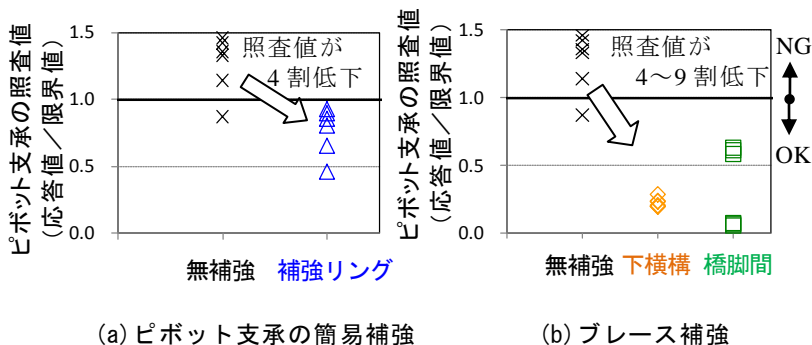 ピボット支承の照査値
(応答値／限界値)
1.5
1.0
0.5
0.0
照査値が
4割低下
無補強
補強リング
(a)ピボット支承の簡易補強
ピボット支承の照査値
(応答値／限界値)
1.5
1.0
0.5
0.0
照査値が
4～9割低下
NG
OK
無補強
下横構
橋脚間
(b)ブレース補強